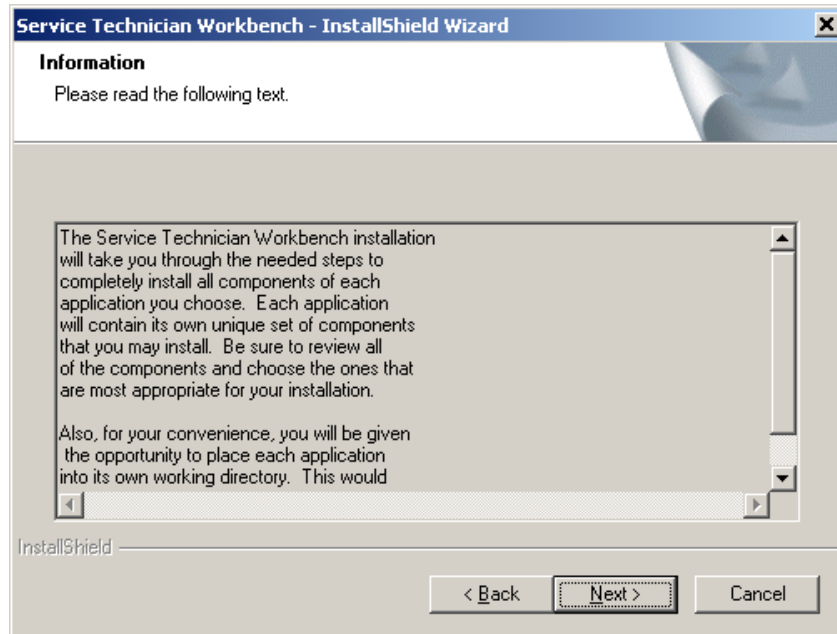 Service Technician Workbench - InstallShield Wizard
Information
Please read the following text.
The Service Technician Workbench installation
will take you through the needed steps to
completely install all components of each
application you choose.  Each application
will contain its own unique set of components
that you may install.  Be sure to review all
of the components and choose the ones that
are most appropriate for your installation.
Also, for your convenience, you will be given
the opportunity to place each application
into its own working directory.  This would
InstallShield
< Back
Next >
Cancel